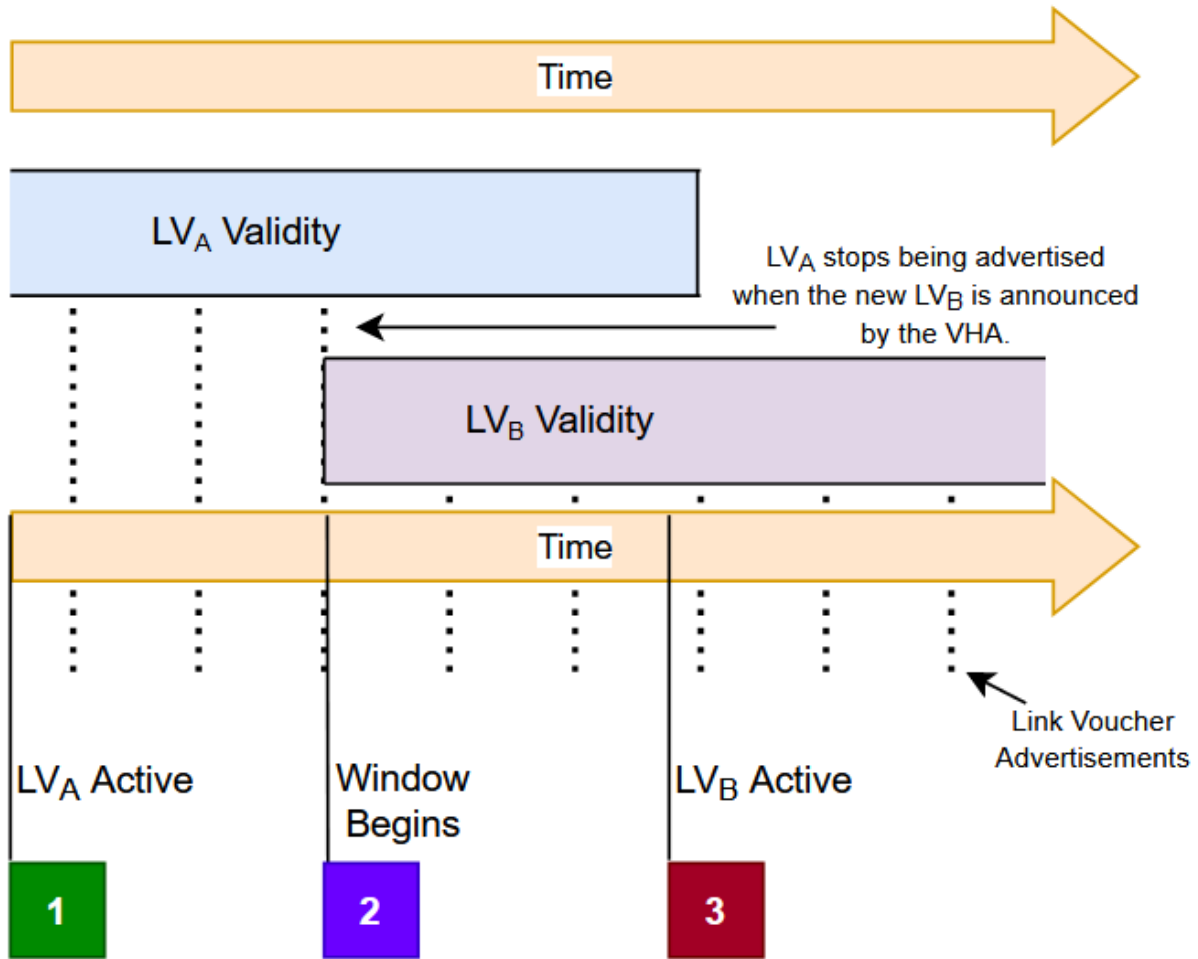 Time
LVA Validity
LVA stops being advertised
when the new LVB is announced
by the VHA.
LVB Validity
Time
Link Voucher
Advertisements
LVA Active
Window
Begins
LVB Active
1
2
3